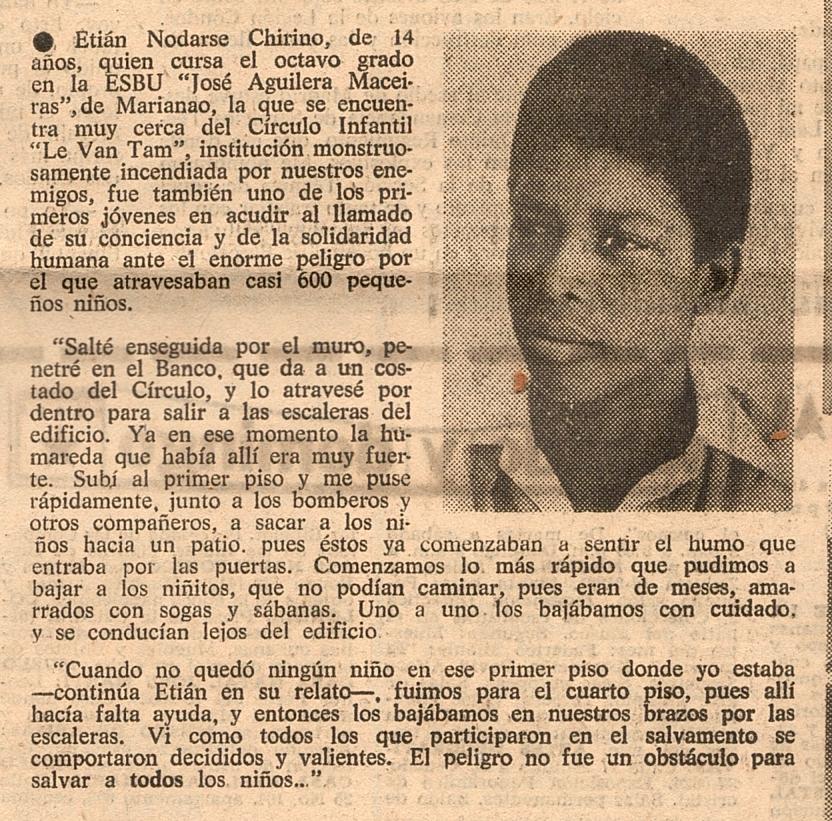 ● Etián Nodarse Chirino, de 14
años, quien cursa el octavo grado
en la ESBU “José Aguilera Macei-
ras”, de Marianao, la que se encuen-
tra muy cerca del Círculo Infantil
“Le Van Tam”, institución monstruo-
samente incendiada por nuestros ene-
migos, fue también uno de los pri-
meros jóvenes en acudir al llamado
de su conciencia y de la solidaridad
humana ante el enorme peligro por
el que atravesaban casi 600 peque-
ños niños.
“Salté enseguida por el muro, pe-
netré en el Banco, que da a un cos-
tado del Círculo, y lo atravesé por
dentro para salir a las escaleras del
edificio. Ya en ese momento la hu-
mareda que había allí era muy fuer-
te. Subí al primer piso y me puse
rápidamente, junto a los bomberos y
otros compañeros, a sacar a los ni-
ños hacia un patio. pues éstos ya comenzaban a sentir el humo que
entraba por las puertas. Comenzamos lo más rápido que pudimos a
bajar a los niñitos, que no podían caminar, pues eran de meses, ama-
rrados con sogas y sábanas. Uno a uno los bajábamos con cuidado,
y se conducían lejos del edificio.
“Cuando no quedó ningún niño en ese primer piso donde yo estaba
—continúa Etián en su relato—, fuimos para el cuarto piso, pues allí
hacía falta ayuda, y entonces los bajábamos en nuestros brazos por las
escaleras. Vi como todos los que participaron en el salvamento se
comportaron decididos y valientes. El peligro no fue un obstáculo para
salvar a todos los niños...”